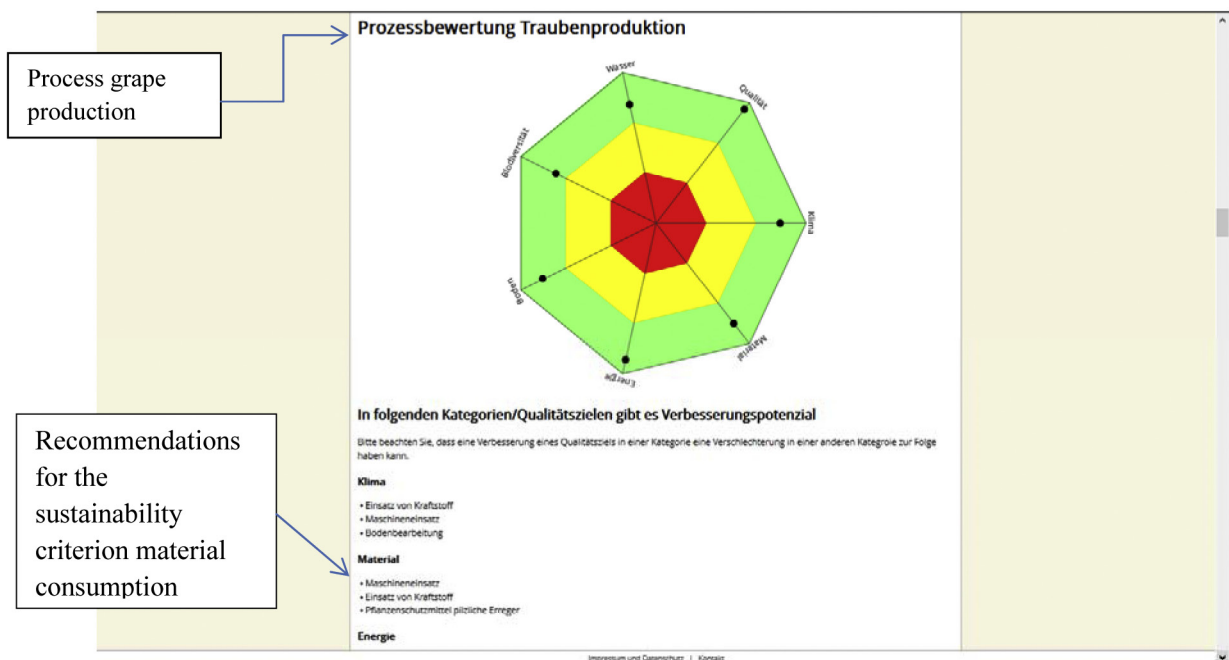 Prozessbewertung Traubenproduktion
Process grape
production
Wasser
Qualität
Biodiversität
Klima
Boden
Material
Energie
In folgenden Kategorien/Qualitätszielen gibt es Verbesserungspotenzial
Bitte beachten Sie, dass eine Verbesserung eines Qualitätsziels in einer Kategorie eine Verschlechterung in einer anderen Kategroie zur Folge
haben kann.
Recommendations
for the
sustainability
criterion material
consumption
Klima
• Einsatz von Kraftstoff
• Maschineneinsatz
• Bodenbearbeitung
Material
• Maschineneinsatz
• Einsatz von Kraftstoff
• Pflanzenschutzmittel pilzliche Erreger
Energie
Impressum und Datenschutz | Kontakt